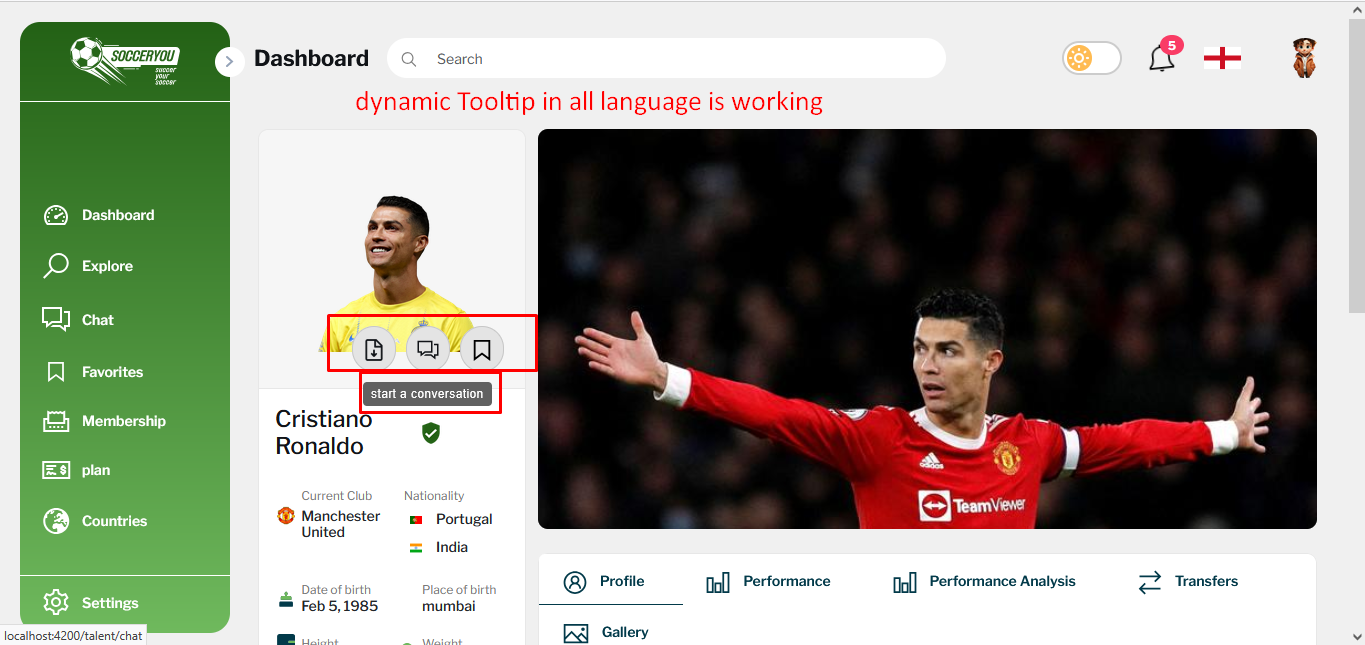 SOCCERYOU
soccer
your
soccer
Dashboard
Search
5
dynamic Tooltip in all language is working
Dashboard
Explore
Chat
Favorites
Membership
plan
Countries
Settings
localhost:4200/talent/chat
start a conversation
Cristiano
Ronaldo
Current Club
Manchester
United
Nationality
Portugal
India
Date of birth
Feb 5, 1985
Place of birth
mumbai
Height
Weight
adidas
TeamViewer
Profile
Performance
Performance Analysis
Transfers
Gallery